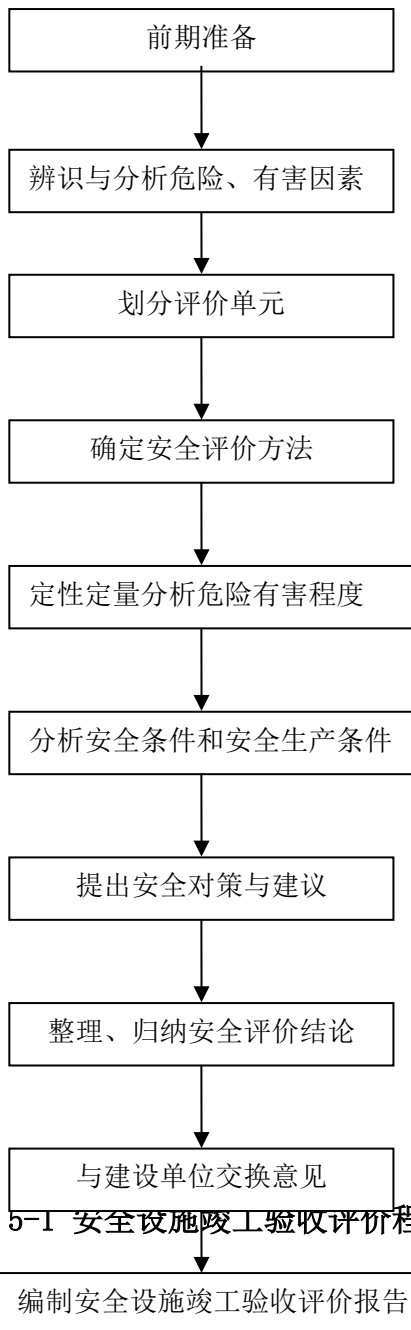 前期准备
辨识与分析危险、有害因素
划分评价单元
确定安全评价方法
定性定量分析危险有害程度
分析安全条件和安全生产条件
提出安全对策与建议
整理、归纳安全评价结论
与建设单位交换意见
5-1 安全设施竣工验收评价程
编制安全设施竣工验收评价报告